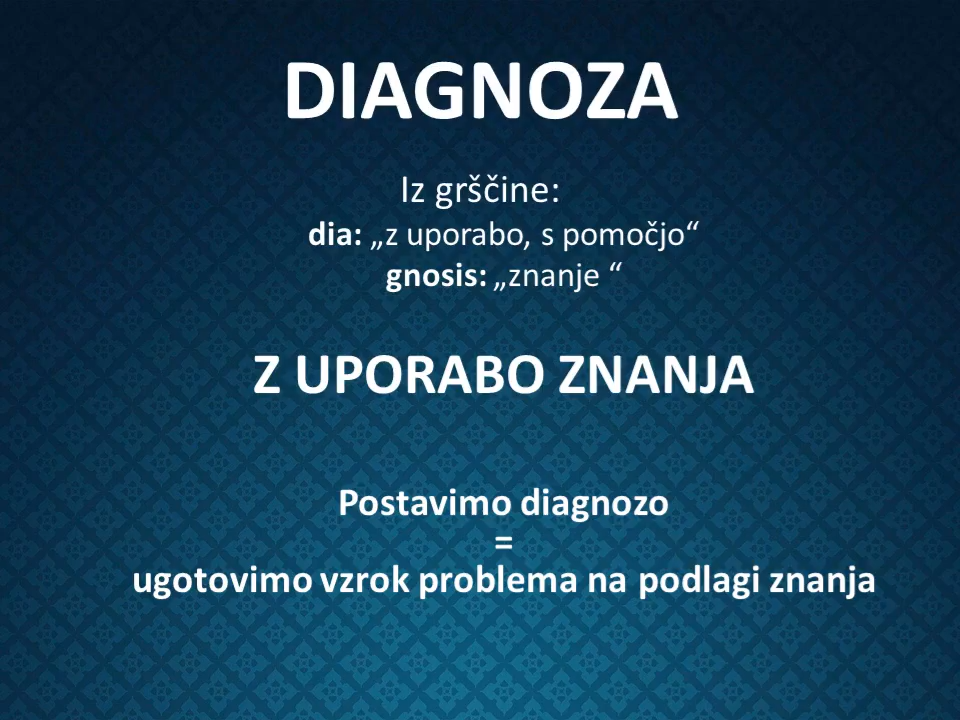 DIAGNOZA
Iz grščine:
dia: „z uporabo, s pomočjo“
gnosis: „znanje “
Z UPORABO ZNANJA
Postavimo diagnozo
=
ugotovimo vzrok problema na podlagi znanja